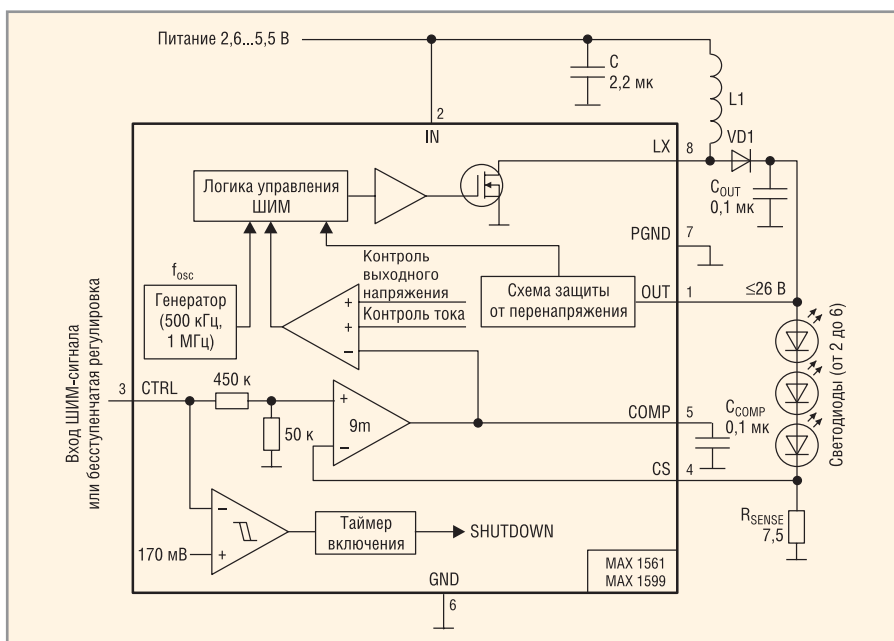 Питание 2,6...5,5 В
C
2,2 мк
L1
2
IN
VD1
LX
8
Логика управления
ШИМ
C_OUT
0,1 мк
PGND
7
f_osc
Контроль
выходного
напряжения
Генератор
(500 кГц,
1 МГц)
+
+
−
Контроль тока
Схема защиты
от перенапряжения
OUT
1
≤26 В
Вход ШИМ-сигнала
или бесступенчатая регулировка
3
CTRL
450 к
50 к
+
−
9m
COMP
5
C_COMP
0,1 мк
Светодиоды (от 2 до 6)
CS
4
−
+
170 мВ
Таймер
включения
SHUTDOWN
R_SENSE
7,5
GND
6
MAX 1561
MAX 1599